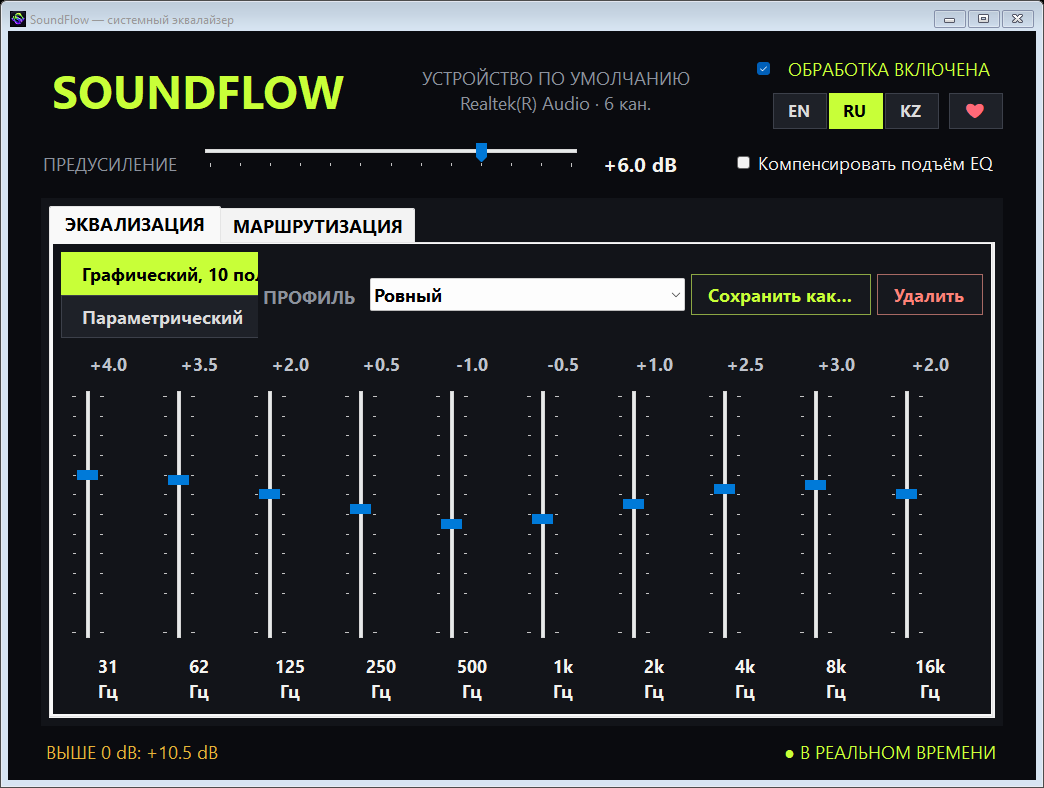 SoundFlow — системный эквалайзер
SOUNDFLOW
УСТРОЙСТВО ПО УМОЛЧАНИЮ
Realtek(R) Audio · 6 кан.
ОБРАБОТКА ВКЛЮЧЕНА
EN RU KZ
ПРЕДУСИЛЕНИЕ
+6.0 dB
Компенсировать подъём EQ
ЭКВАЛИЗАЦИЯ МАРШРУТИЗАЦИЯ
Графический, 10 пол
Параметрический
ПРОФИЛЬ
Ровный
Сохранить как...
Удалить
+4.0 +3.5 +2.0 +0.5 -1.0 -0.5 +1.0 +2.5 +3.0 +2.0
31 62 125 250 500 1k 2k 4k 8k 16k
Гц Гц Гц Гц Гц Гц Гц Гц Гц Гц
ВЫШЕ 0 dB: +10.5 dB
● В РЕАЛЬНОМ ВРЕМЕНИ